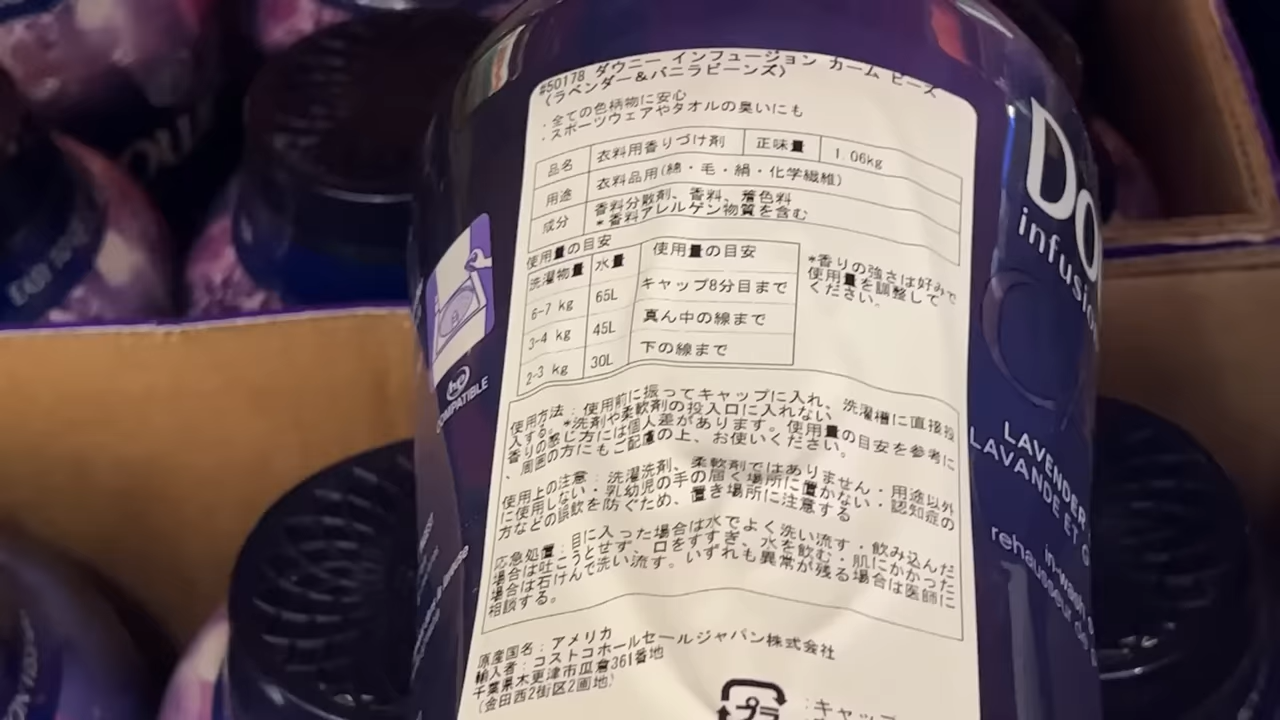 #50178 ダウニー インフュージョン カーム ビーズ
(ラベンダー&バニラビーンズ)
・全ての色柄物に安心
・スポーツウェアやタオルの臭いにも
品名 衣料用香りづけ剤 正味量 1.06kg
用途 衣料品用(綿・毛・絹・化学繊維)
成分 香料分散剤、香料、着色料
*香料アレルゲン物質を含む
使用量の目安
洗濯物量 水量 使用量の目安
6-7 kg 65L キャップ8分目まで
3-4 kg 45L 真ん中の線まで
2-3 kg 30L 下の線まで
*香りの強さは好みで
使用量を調整して
ください。
使用方法:使用前に振ってキャップに入れ、洗濯槽に直接投
入する。*洗剤や柔軟剤の投入口に入れない
香りの感じ方には個人差があります。使用量の目安を参考に
、周囲の方にもご配慮の上、お使いください。
使用上の注意:洗濯洗剤、柔軟剤ではありません・用途以外
に使用しない・乳幼児の手の届く場所に置かない・認知症の
方などの誤飲を防ぐため、置き場所に注意する
応急処置:目に入った場合は水でよく洗い流す・飲み込んだ
場合は吐こうとせず、口をすすぎ、水を飲む・肌にかかった
場合は石けんで洗い流す。いずれも異常が残る場合は医師に
相談する。
原産国名:アメリカ
輸入者:コストコホールセールジャパン株式会社
千葉県木更津市瓜倉361番地
(金田西2街区2画地)
プラ
:キャップ
he
COMPATIBLE
Do
infusio
LAVENDER
LAVANDE ET
in-wash
rehausseur de